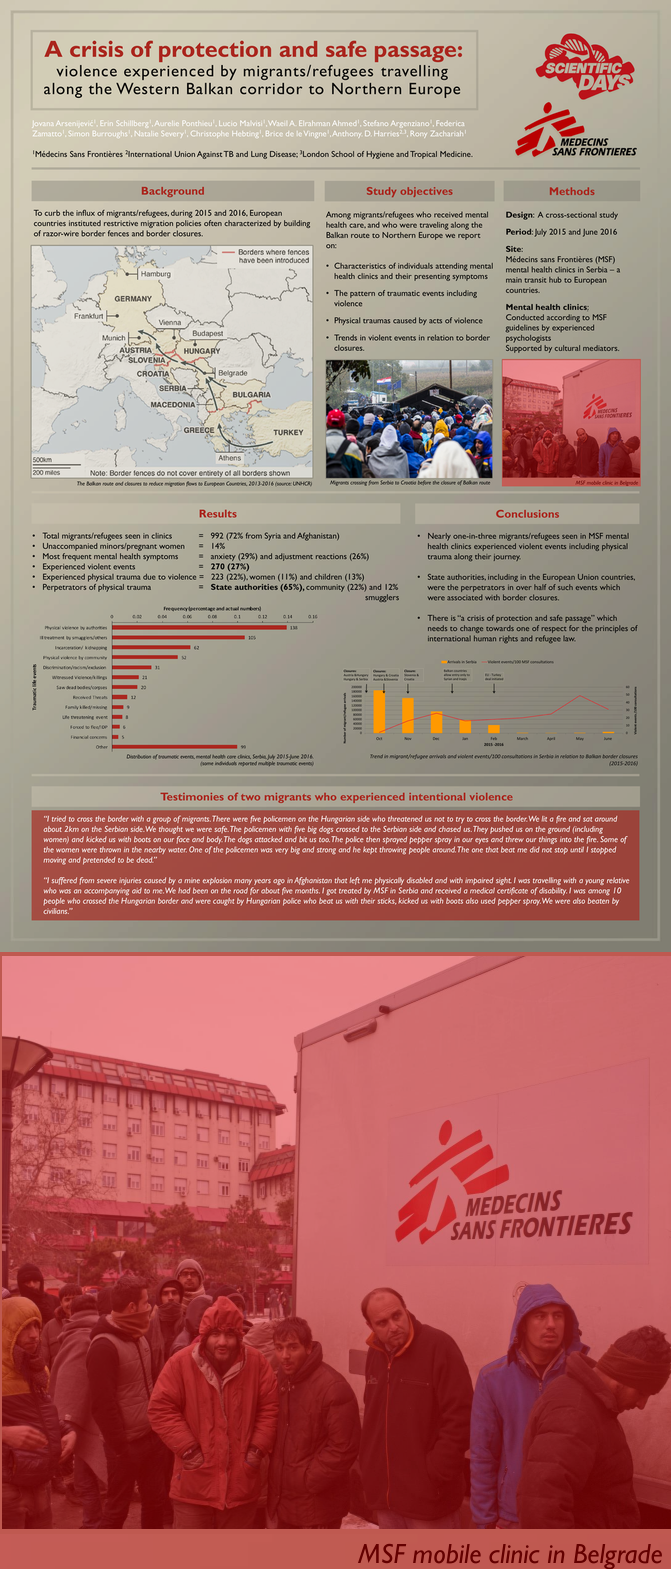 A crisis of protection and safe passage:
violence experienced by migrants/refugees travelling
along the Western Balkan corridor to Northern Europe
SCIENTIFIC
DAYS
MEDECINS
SANS FRONTIERES
Jovana Arsenijević¹, Erin Schillberg¹, Aurelie Ponthieu¹, Lucio Malvisi¹, Waeil A. Elrahman Ahmed¹, Stefano Argenziano¹, Federica
Zamatto¹, Simon Burroughs¹, Natalie Severy¹, Christophe Hebting¹, Brice de le Vingne¹, Anthony. D. Harries²,³, Rony Zachariah¹
¹Médecins Sans Frontières ²International Union Against TB and Lung Disease; ³London School of Hygiene and Tropical Medicine.
Background
To curb the influx of migrants/refugees, during 2015 and 2016, European
countries instituted restrictive migration policies often characterized by building
of razor-wire border fences and border closures.
Borders where fences
have been introduced
Hamburg
GERMANY
Frankfurt
Vienna
Budapest
Munich
AUSTRIA
HUNGARY
SLOVENIA
CROATIA
Belgrade
SERBIA
BULGARIA
MACEDONIA
GREECE
TURKEY
Athens
500km
200 miles
Note: Border fences do not cover entirety of all borders shown
The Balkan route and closures to reduce migration flows to European Countries, 2013-2016 (source: UNHCR)
Study objectives
Among migrants/refugees who received mental
health care, and who were traveling along the
Balkan route to Northern Europe we report
on:
• Characteristics of individuals attending mental
health clinics and their presenting symptoms
• The pattern of traumatic events including
violence
• Physical traumas caused by acts of violence
• Trends in violent events in relation to border
closures.
Migrants crossing from Serbia to Croatia before the closure of Balkan route
Methods
Design: A cross-sectional study
Period: July 2015 and June 2016
Site:
Médecins sans Frontières (MSF)
mental health clinics in Serbia – a
main transit hub to European
countries.
Mental health clinics;
Conducted according to MSF
guidelines by experienced
psychologists
Supported by cultural mediators.
MEDECINS
SANS FRONTIERES
MSF mobile clinic in Belgrade
Results
• Total migrants/refugees seen in clinics = 992 (72% from Syria and Afghanistan)
• Unaccompanied minors/pregnant women = 14%
• Most frequent mental health symptoms = anxiety (29%) and adjustment reactions (26%)
• Experienced violent events = 270 (27%)
• Experienced physical trauma due to violence = 223 (22%), women (11%) and children (13%)
• Perpetrators of physical trauma = State authorities (65%), community (22%) and 12%
smugglers
Frequency (percentage and actual numbers)
0 0.02 0.04 0.06 0.08 0.1 0.12 0.14 0.16
Traumatic life events
Physical violence by authorities 138
Ill treatment by smugglers/others 105
Incarceration/ kidnapping 62
Physical violence by community 52
Discrimination/racism/exclusion 31
Witnessed Violence/Killings 21
Saw dead bodies/corpses 20
Received Threats 12
Family killed/missing 9
Life threatening event 8
Forced to flee/IDP 6
Financial concerns 5
Other 99
Distribution of traumatic events, mental health care clinics, Serbia, July 2015-June 2016.
(some individuals reported multiple traumatic events)
Conclusions
• Nearly one-in-three migrants/refugees seen in MSF mental
health clinics experienced violent events including physical
trauma along their journey.
• State authorities, including in the European Union countries,
were the perpetrators in over half of such events which
were associated with border closures.
• There is “a crisis of protection and safe passage” which
needs to change towards one of respect for the principles of
international human rights and refugee law.
Arrivals in Serbia
Violent events/100 MSF consultations
Oct Nov Dec Jan Feb Mar Apr May June
2015 -2016
Trend in migrant/refugee arrivals and violent events/100 consultations in Serbia in relation to Balkan border closures
(2015-2016)
Testimonies of two migrants who experienced intentional violence
“I tried to cross the border with a group of migrants. There were five policemen on the Hungarian side who threatened us not to try to cross the border. We lit a fire and sat around
about 2km on the Serbian side. We thought we were safe. The policemen with five big dogs crossed to the Serbian side and chased us. They pushed us on the ground (including
women) and kicked us with boots on our face and body. The dogs attacked and bit us too. The police then sprayed pepper spray in our eyes and threw our things into the fire. Some of
the women were thrown in the nearby water. One of the policemen was very big and strong and he kept throwing people around. The one that beat me did not stop until I stopped
moving and pretended to be dead.”
“I suffered from severe injuries caused by a mine explosion many years ago in Afghanistan that left me physically disabled and with impaired sight. I was travelling with a young relative
who was an accompanying aid to me. We had been on the road for about five months. I got treated by MSF in Serbia and received a medical certificate of disability. I was among 10
people who crossed the Hungarian border and were caught by Hungarian police who beat us with their sticks, kicked us with boots also used pepper spray. We were also beaten by
civilians.”
MEDECINS
SANS FRONTIERES
MSF mobile clinic in Belgrade